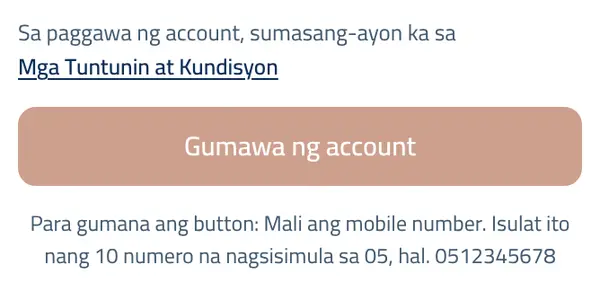 Sa paggawa ng account, sumasang-ayon ka sa
Mga Tuntunin at Kundisyon
Gumawa ng account
Para gumana ang button: Mali ang mobile number. Isulat ito
nang 10 numero na nagsisimula sa 05, hal. 0512345678